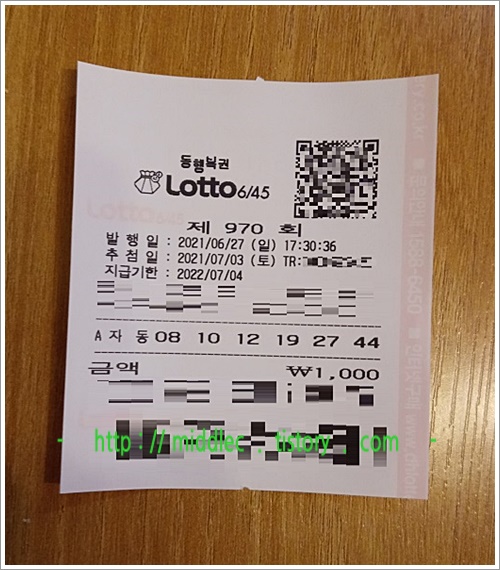 동행복권
Lotto 6/45
제 970 회
발 행 일 : 2021/06/27 (일) 17:30:36
추 첨 일 : 2021/07/03 (토) TR:
지급기한 : 2022/07/04
A 자 동 08 10 12 19 27 44
금액 ₩1,000
- http://middlec.tistory.com -